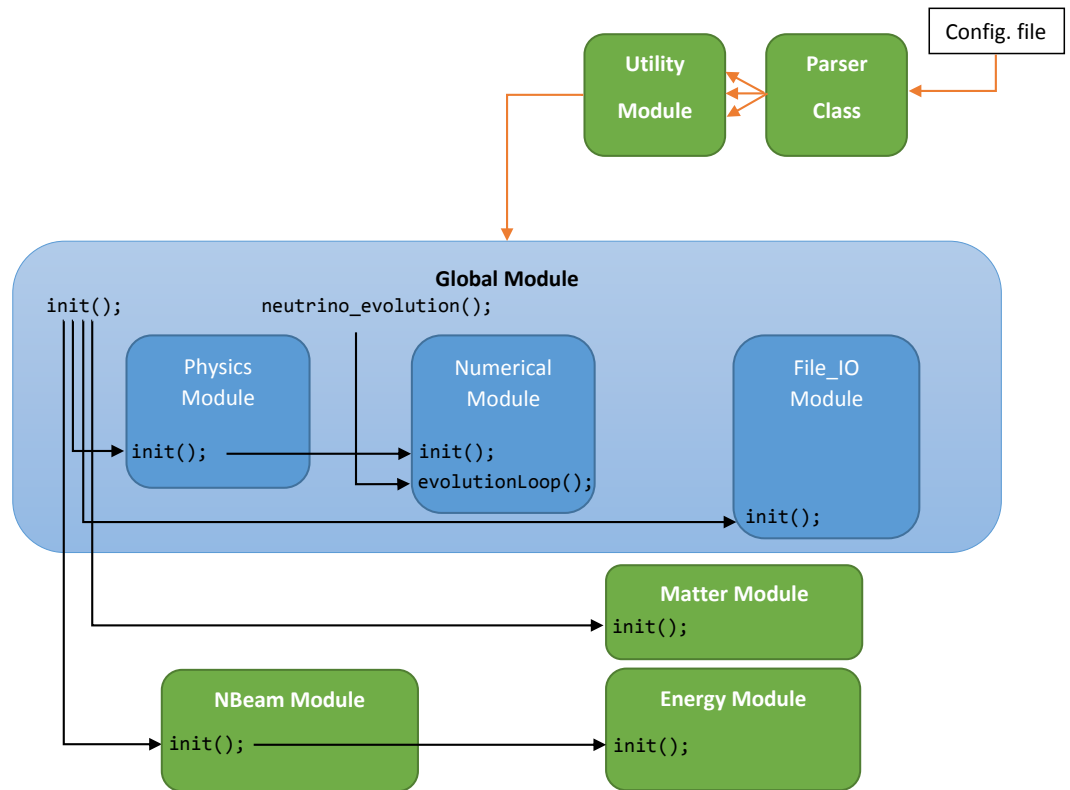 Config. file
Utility
Module
Parser
Class
Global Module
init();
neutrino_evolution();
Physics
Module
init();
Numerical
Module
init();
evolutionLoop();
File_IO
Module
init();
Matter Module
init();
NBeam Module
init();
Energy Module
init();